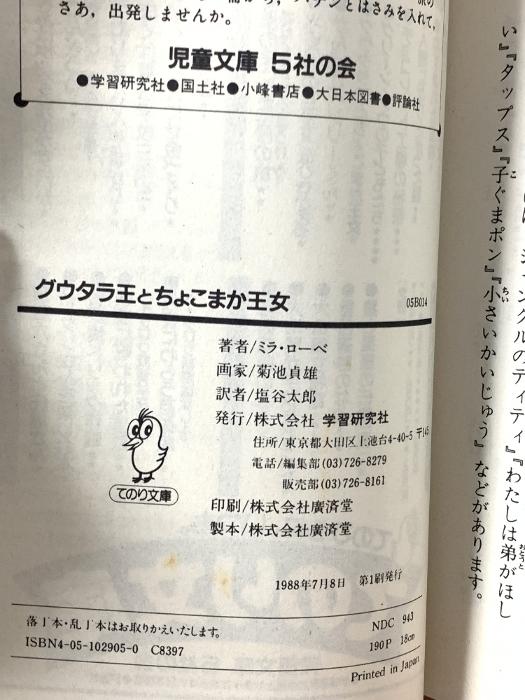 さあ，出発しませんか。
児童文庫 5社の会
●学習研究社●国土社●小峰書店●大日本図書●評論社
グウタラ王とちょこまか王女
05B014
著者/ミラ・ローベ
画家/菊池貞雄
訳者/塩谷太郎
発行/株式会社 学習研究社
住所/東京都大田区上池台4-40-5 〒145
電話/編集部(03)726-8279
販売部(03)726-8161
印刷/株式会社廣済堂
製本/株式会社廣済堂
てのり文庫
1988年7月8日 第1刷発行
落丁本・乱丁本はお取りかえいたします。
ISBN4-05-102905-0 C8397
NDC 943
190P 18cm
Printed in Japan
い』『タップス』『子ぐまポン』『小さいかいじゅう』などがあります。
ングルのティティ』『わたしは弟がほし